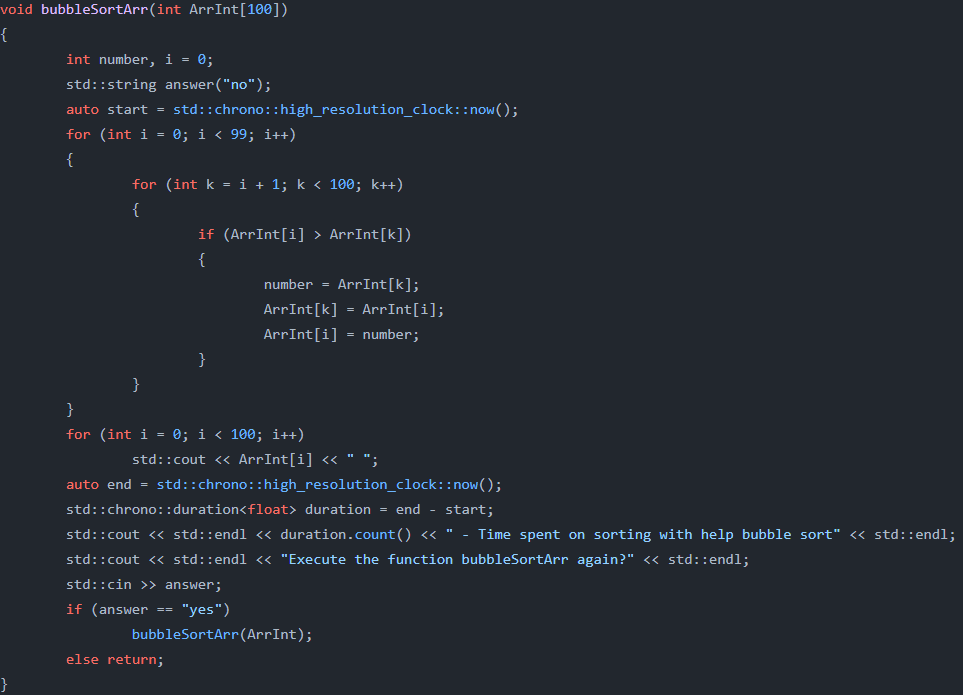 void bubbleSortArr(int ArrInt[100])
{
int number, i = 0;
std::string answer("no");
auto start = std::chrono::high_resolution_clock::now();
for (int i = 0; i < 99; i++)
{
for (int k = i + 1; k < 100; k++)
{
if (ArrInt[i] > ArrInt[k])
{
number = ArrInt[k];
ArrInt[k] = ArrInt[i];
ArrInt[i] = number;
}
}
}
for (int i = 0; i < 100; i++)
std::cout << ArrInt[i] << " ";
auto end = std::chrono::high_resolution_clock::now();
std::chrono::duration<float> duration = end - start;
std::cout << std::endl << duration.count() << " - Time spent on sorting with help bubble sort" << std::endl;
std::cout << std::endl << "Execute the function bubbleSortArr again?" << std::endl;
std::cin >> answer;
if (answer == "yes")
bubbleSortArr(ArrInt);
else return;
}